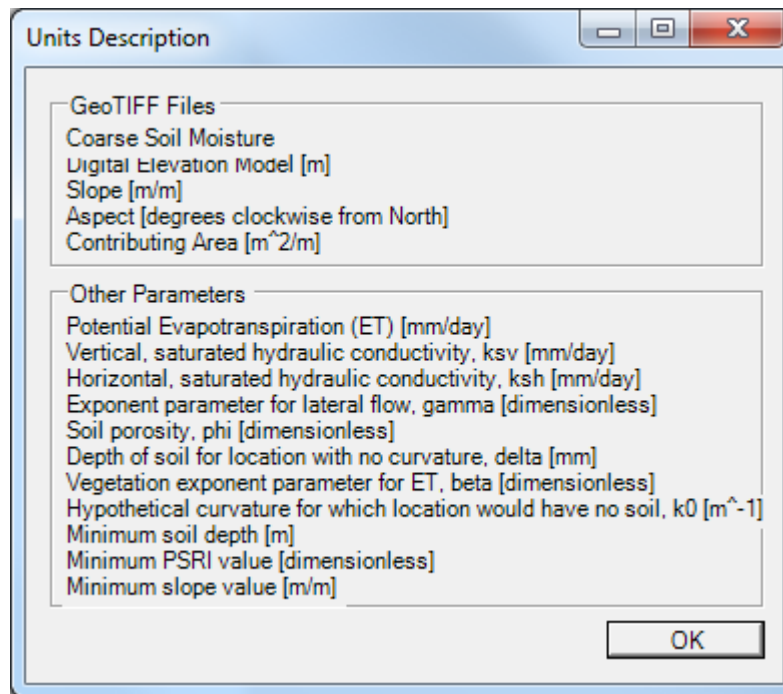 Units Description
GeoTIFF Files
Coarse Soil Moisture
Digital Elevation Model [m]
Slope [m/m]
Aspect [degrees clockwise from North]
Contributing Area [m^2/m]
Other Parameters
Potential Evapotranspiration (ET) [mm/day]
Vertical, saturated hydraulic conductivity, ksv [mm/day]
Horizontal, saturated hydraulic conductivity, ksh [mm/day]
Exponent parameter for lateral flow, gamma [dimensionless]
Soil porosity, phi [dimensionless]
Depth of soil for location with no curvature, delta [mm]
Vegetation exponent parameter for ET, beta [dimensionless]
Hypothetical curvature for which location would have no soil, k0 [m^-1]
Minimum soil depth [m]
Minimum PSRI value [dimensionless]
Minimum slope value [m/m]
OK